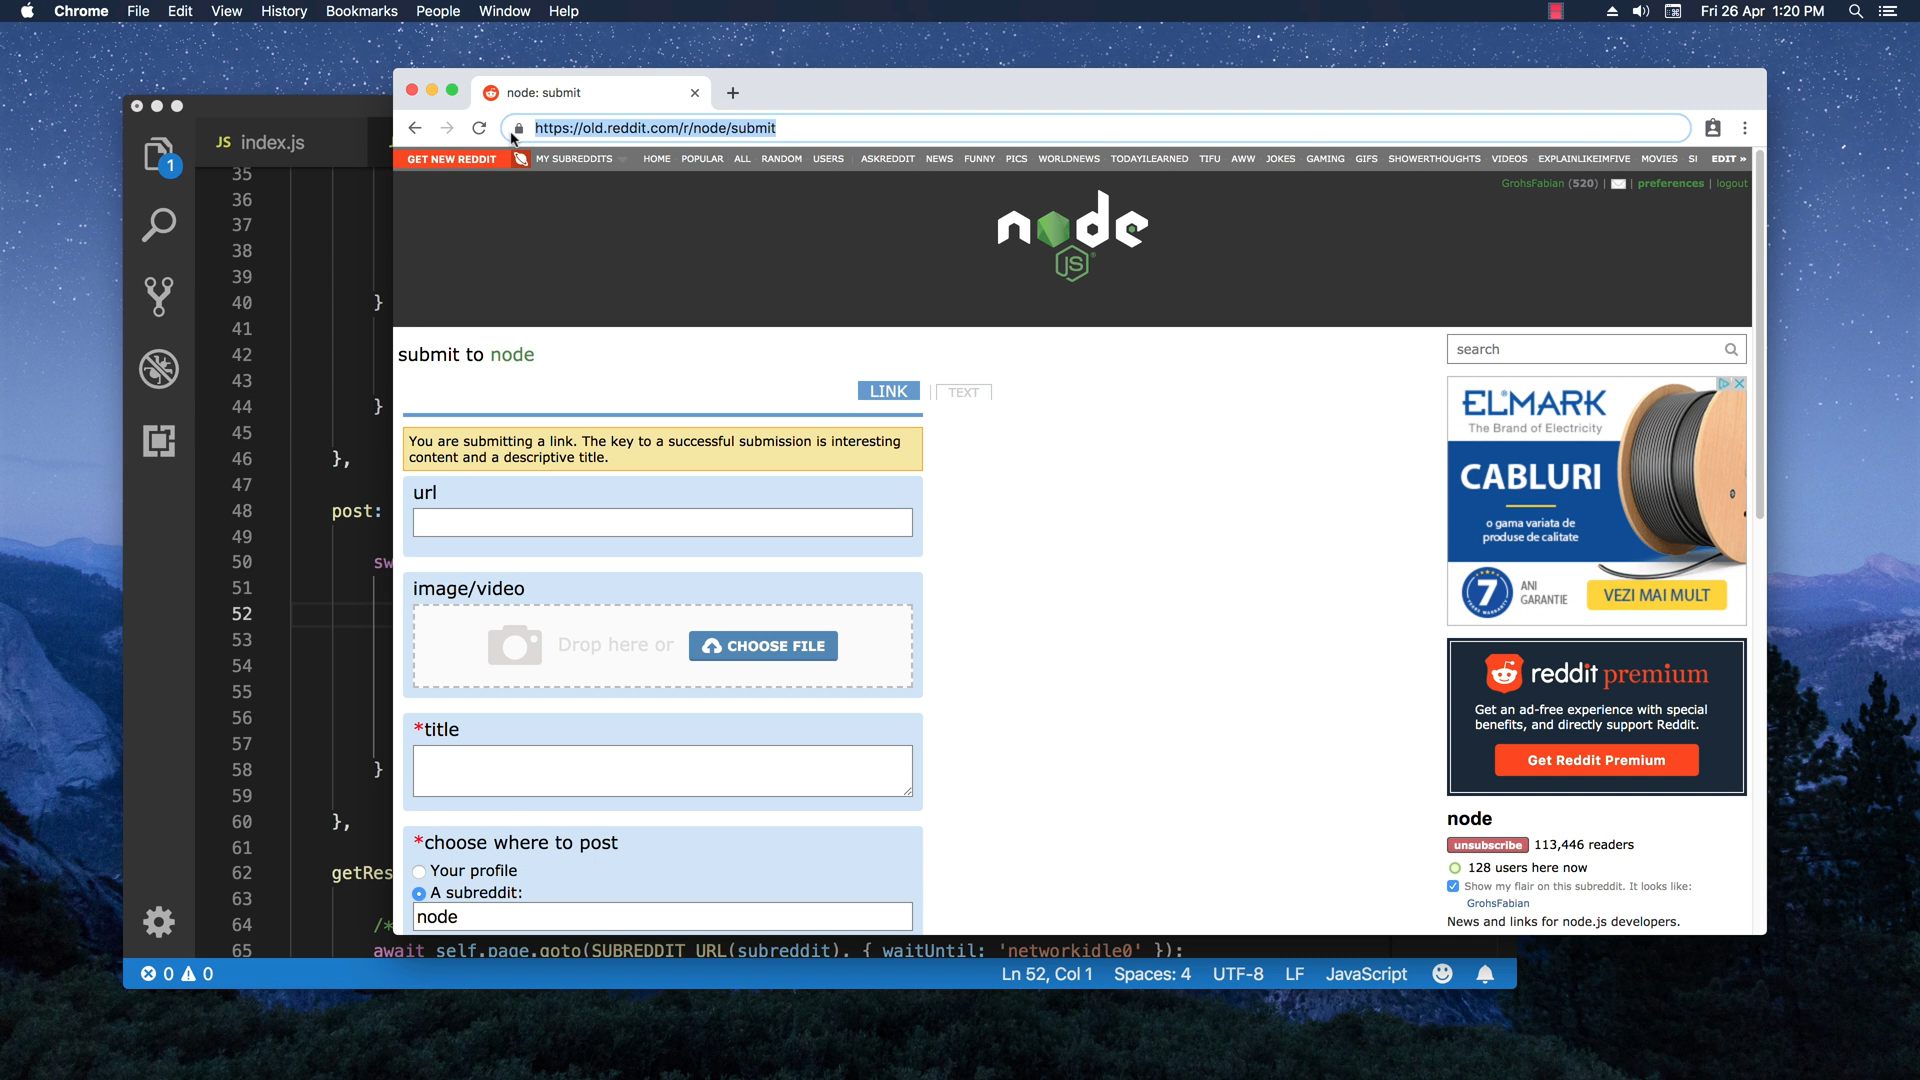 Chrome File Edit View History Bookmarks People Window Help
Fri 26 Apr 1:20 PM
node: submit
https://old.reddit.com/r/node/submit
GET NEW REDDIT MY SUBREDDITS HOME POPULAR ALL RANDOM USERS ASKREDDIT NEWS FUNNY PICS WORLDNEWS TODAYILEARNED TIFU AWW JOKES GAMING GIFS SHOWERTHOUGHTS VIDEOS EXPLAINLIKEIMFIVE MOVIES SI EDIT »
GrohsFabian (520) | | preferences | logout
node
JS
submit to node
LINK | TEXT
You are submitting a link. The key to a successful submission is interesting
content and a descriptive title.
url
image/video
Drop here or CHOOSE FILE
*title
*choose where to post
Your profile
A subreddit:
node
search
ELMARK
The Brand of Electricity
CABLURI
o gama variata de
produse de calitate
7 ANI
GARANTIE
VEZI MAI MULT
reddit premium
Get an ad-free experience with special
benefits, and directly support Reddit.
Get Reddit Premium
node
unsubscribe 113,446 readers
128 users here now
Show my flair on this subreddit. It looks like:
GrohsFabian
News and links for node.js developers.
JS index.js
1
35
36
37
38
39
40 }
41
42
43
44 }
45
46 },
47
48 post:
49
50 sw
51
52
53
54
55
56
57
58 }
59
60 },
61
62 getRes
63
64 /*
65 await self.page.goto(SUBREDDIT_URL(subreddit), { waitUntil: 'networkidle0' });
0 0
Ln 52, Col 1 Spaces: 4 UTF-8 LF JavaScript